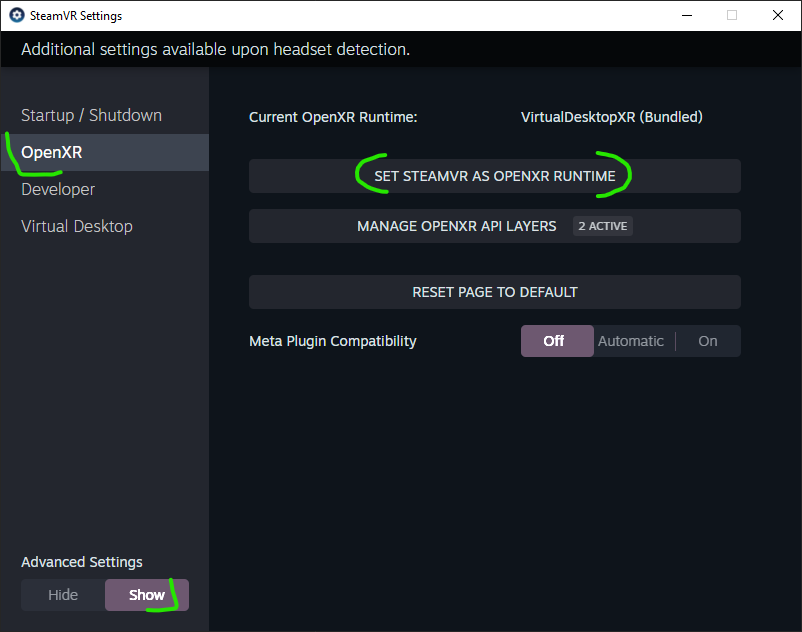 SteamVR Settings
Additional settings available upon headset detection.
Startup / Shutdown
OpenXR
Developer
Virtual Desktop
Current OpenXR Runtime: VirtualDesktopXR (Bundled)
SET STEAMVR AS OPENXR RUNTIME
MANAGE OPENXR API LAYERS 2 ACTIVE
RESET PAGE TO DEFAULT
Meta Plugin Compatibility Off Automatic On
Advanced Settings
Hide Show